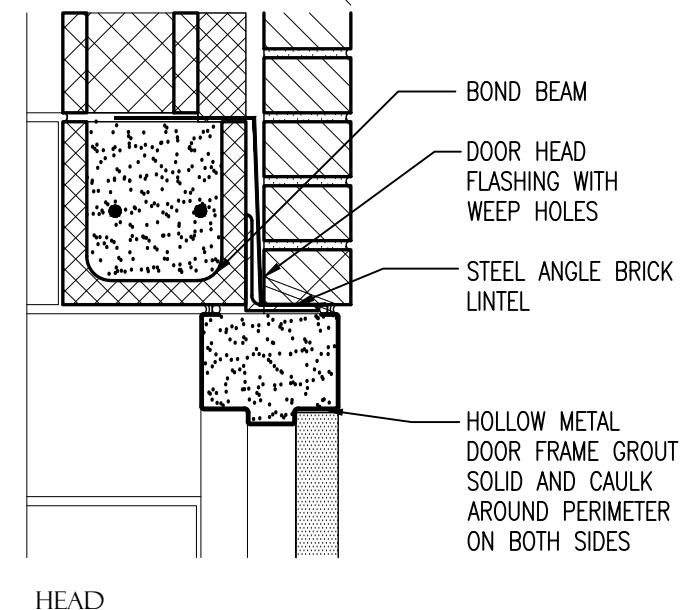 BOND BEAM
DOOR HEAD
FLASHING WITH
WEEP HOLES
STEEL ANGLE BRICK
LINTEL
HOLLOW METAL
DOOR FRAME GROUT
SOLID AND CAULK
AROUND PERIMETER
ON BOTH SIDES
HEAD